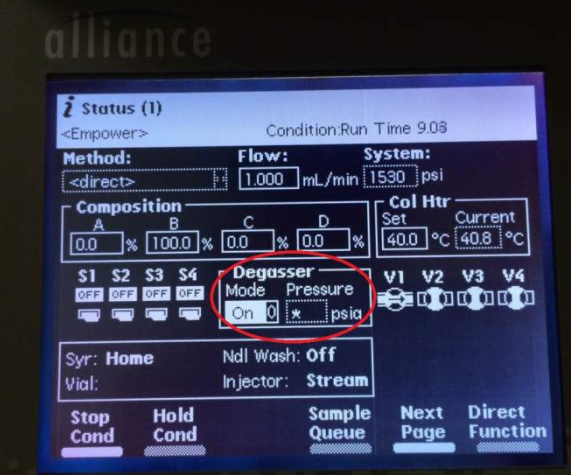 alliance
i Status (1)
<Empower> Condition:Run Time 9.08
Method: Flow: System:
<direct> 1.000 mL/min 1530 psi
Composition Col Htr
A B C D Set Current
0.0 % 100.0 % 0.0 % 0.0 % 40.0 °C 40.8 °C
S1 S2 S3 S4 Degasser V1 V2 V3 V4
OFF OFF OFF OFF Mode Pressure
On 0 * psia
Syr: Home Ndl Wash: Off
Vial: Injector: Stream
Stop Hold Sample Next Direct
Cond Cond Queue Page Function